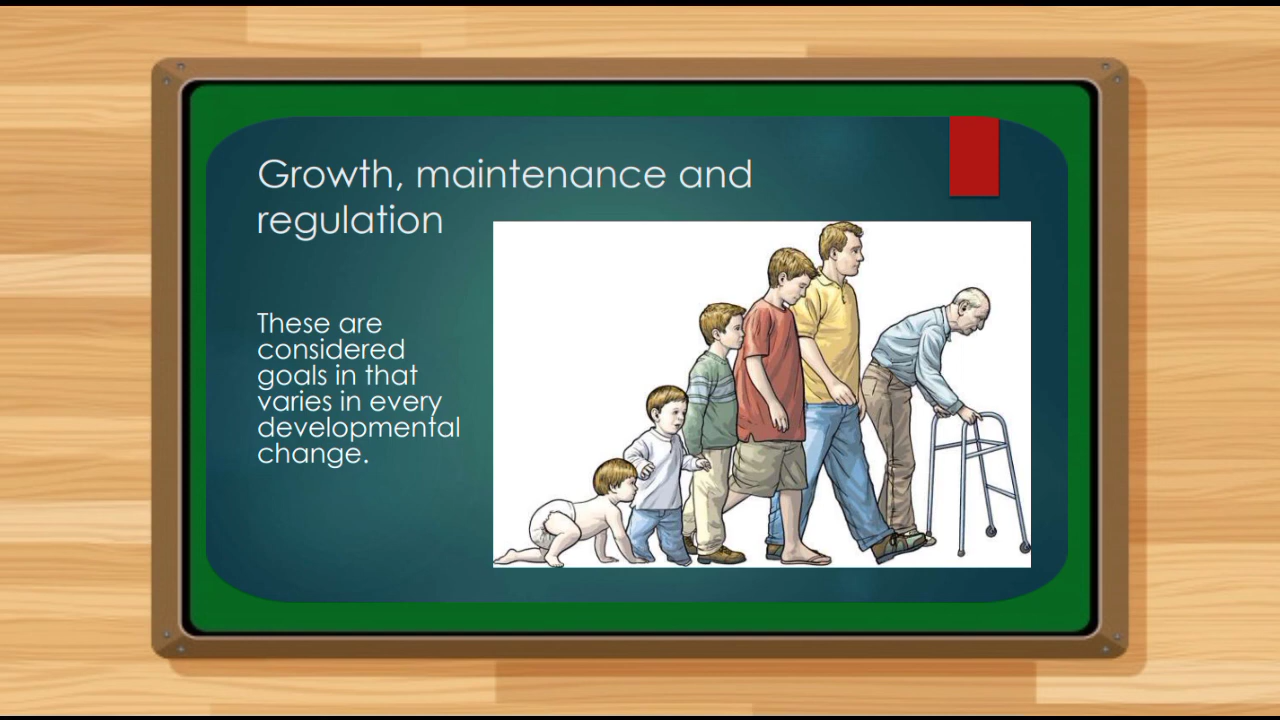 Growth, maintenance and
regulation
These are
considered
goals in that
varies in every
developmental
change.